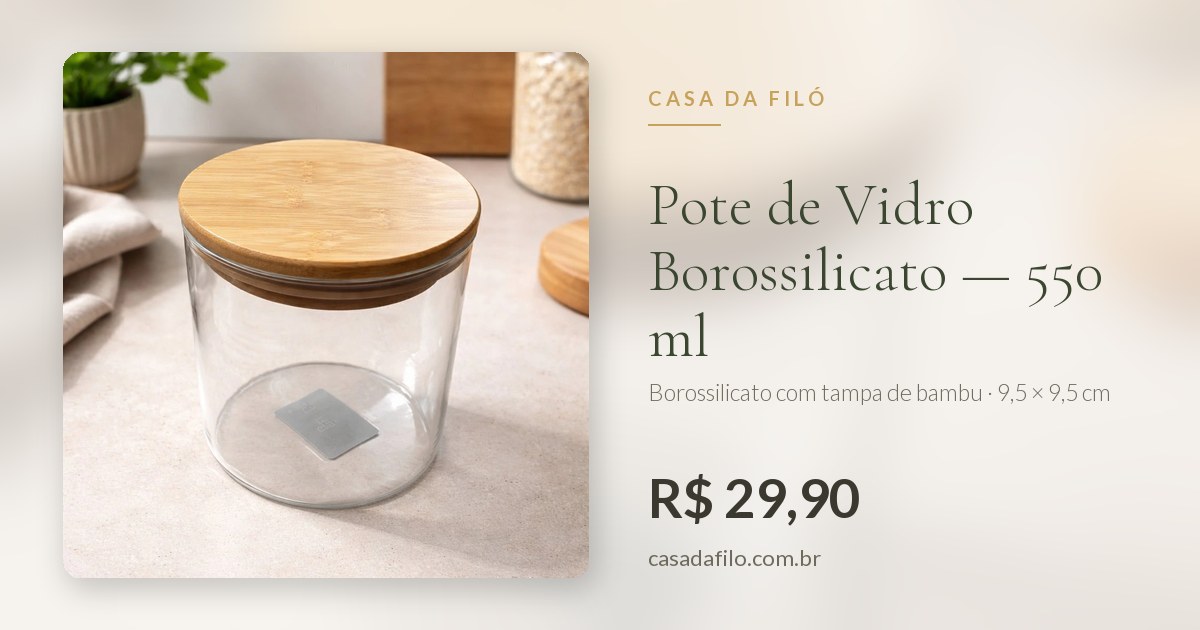 CASA DA FILÓ
Pote de Vidro
Borossilicato — 550
ml
Borossilicato com tampa de bambu · 9,5 × 9,5 cm
R$ 29,90
casadafilo.com.br